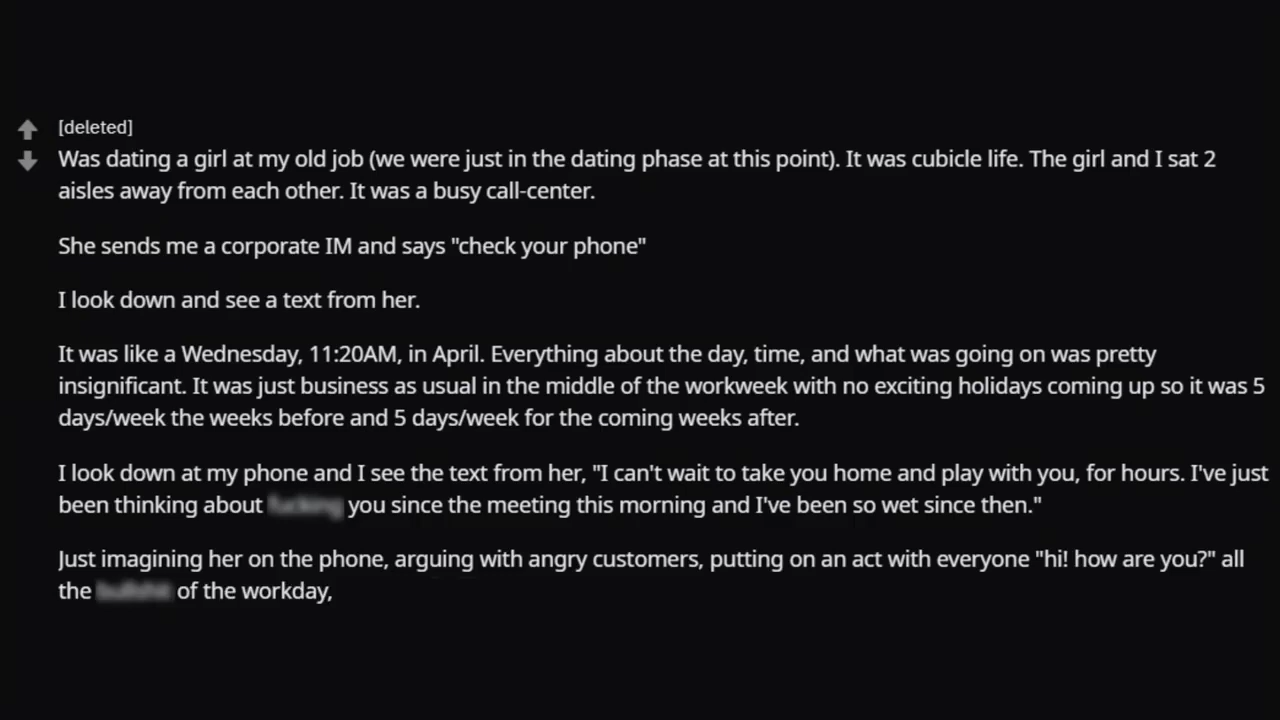 [deleted]
Was dating a girl at my old job (we were just in the dating phase at this point). It was cubicle life. The girl and I sat 2
aisles away from each other. It was a busy call-center.
She sends me a corporate IM and says "check your phone"
I look down and see a text from her.
It was like a Wednesday, 11:20AM, in April. Everything about the day, time, and what was going on was pretty
insignificant. It was just business as usual in the middle of the workweek with no exciting holidays coming up so it was 5
days/week the weeks before and 5 days/week for the coming weeks after.
I look down at my phone and I see the text from her, "I can't wait to take you home and play with you, for hours. I've just
been thinking about you since the meeting this morning and I've been so wet since then."
Just imagining her on the phone, arguing with angry customers, putting on an act with everyone "hi! how are you?" all
the of the workday,